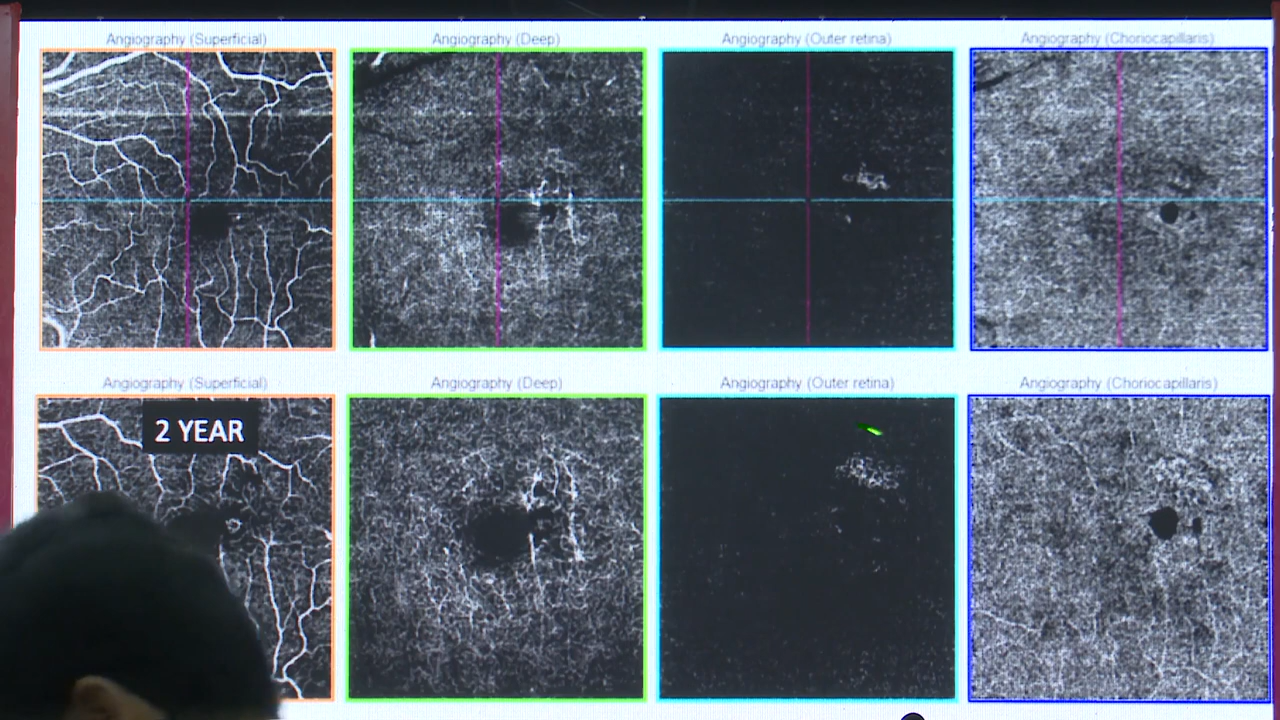 Angiography (Superficial)
Angiography (Deep)
Angiography (Outer retina)
Angiography (Choriocapillaris)
Angiography (Superficial)
Angiography (Deep)
Angiography (Outer retina)
Angiography (Choriocapillaris)
2 YEAR